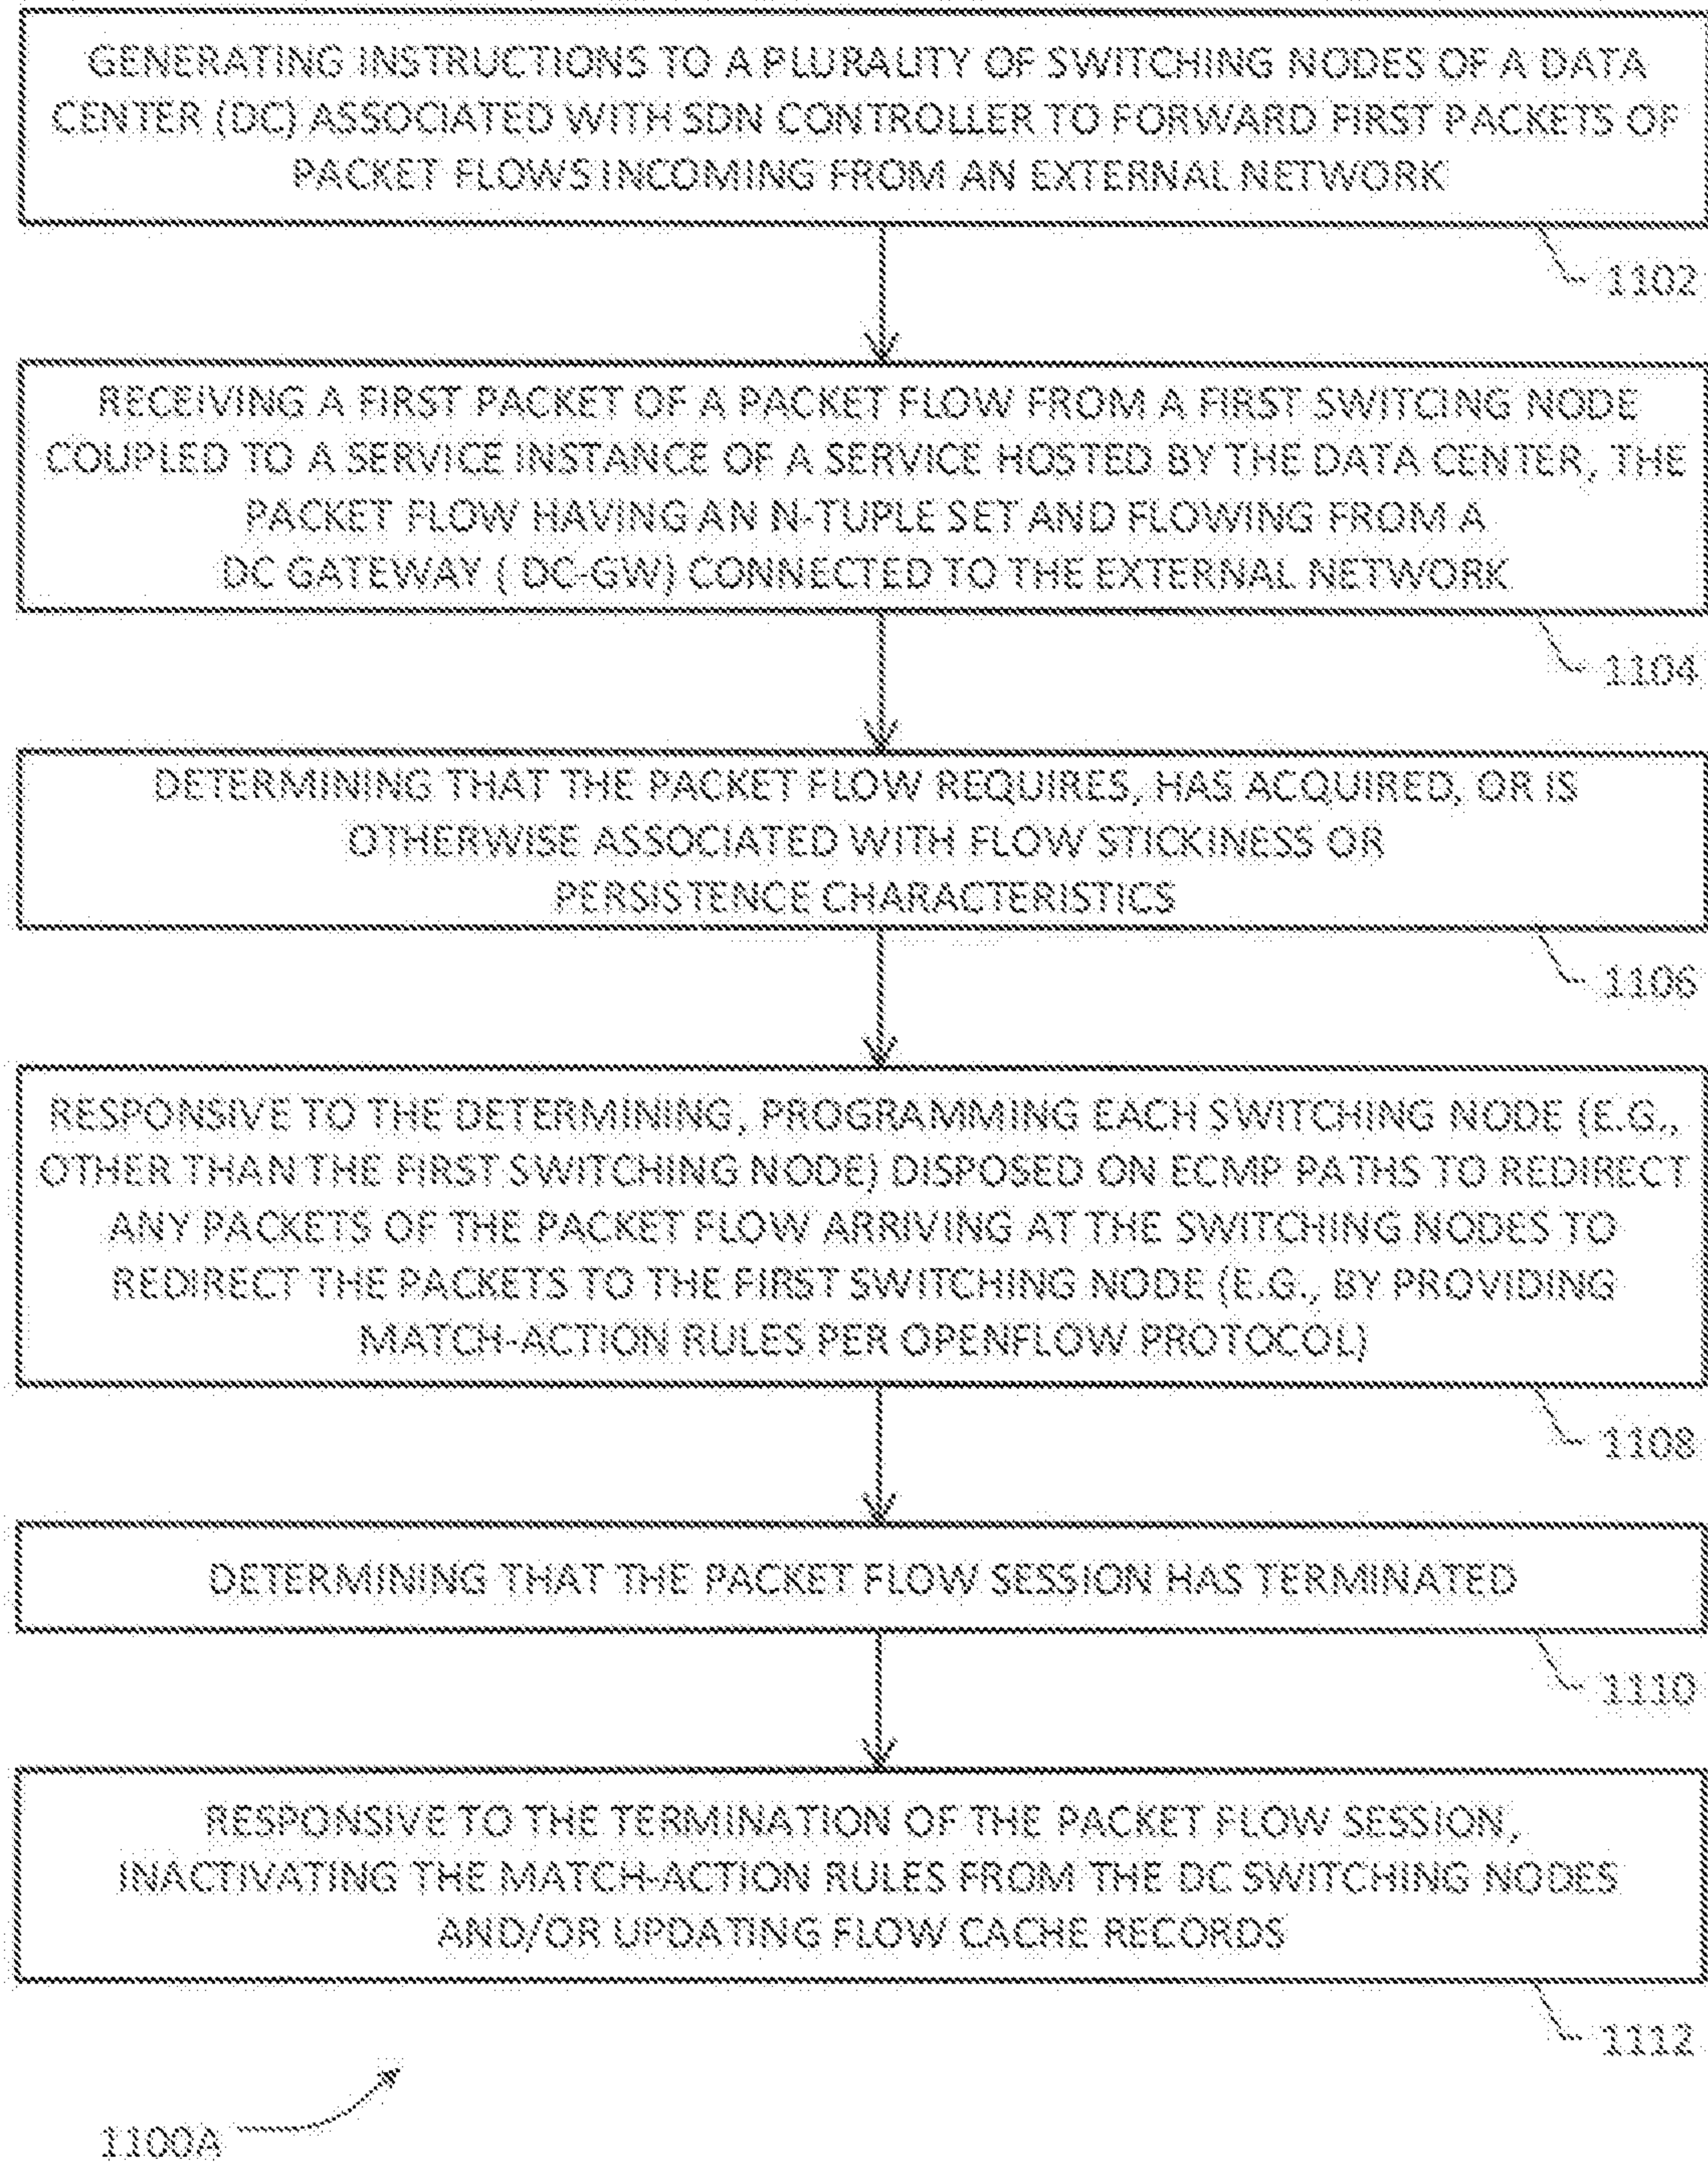 GENERATING INSTRUCTIONS TO A PLURALITY OF SWITCHING NODES OF A DATA
CENTER (DC) ASSOCIATED WITH SDN CONTROLLER TO FORWARD FIRST PACKETS OF
PACKET FLOWS INCOMING FROM AN EXTERNAL NETWORK
1102
RECEIVING A FIRST PACKET OF A PACKET FLOW FROM A FIRST SWITCING NODE
COUPLED TO A SERVICE INSTANCE OF A SERVICE HOSTED BY THE DATA CENTER, THE
PACKET FLOW HAVING AN N-TUPLE SET AND FLOWING FROM A
DC GATEWAY ( DC-GW) CONNECTED TO THE EXTERNAL NETWORK
1104
DETERMINING THAT THE PACKET FLOW REQUIRES, HAS ACQUIRED, OR IS
OTHERWISE ASSOCIATED WITH FLOW STICKINESS OR
PERSISTENCE CHARACTERISTICS
1106
RESPONSIVE TO THE DETERMINING, PROGRAMMING EACH SWITCHING NODE (E.G.,
OTHER THAN THE FIRST SWITCHING NODE) DISPOSED ON ECMP PATHS TO REDIRECT
ANY PACKETS OF THE PACKET FLOW ARRIVING AT THE SWITCHING NODES TO
REDIRECT THE PACKETS TO THE FIRST SWITCHING NODE (E.G., BY PROVIDING
MATCH-ACTION RULES PER OPENFLOW PROTOCOL)
1108
DETERMINING THAT THE PACKET FLOW SESSION HAS TERMINATED
1110
RESPONSIVE TO THE TERMINATION OF THE PACKET FLOW SESSION,
INACTIVATING THE MATCH-ACTION RULES FROM THE DC SWITCHING NODES
AND/OR UPDATING FLOW CACHE RECORDS
1112
1100A